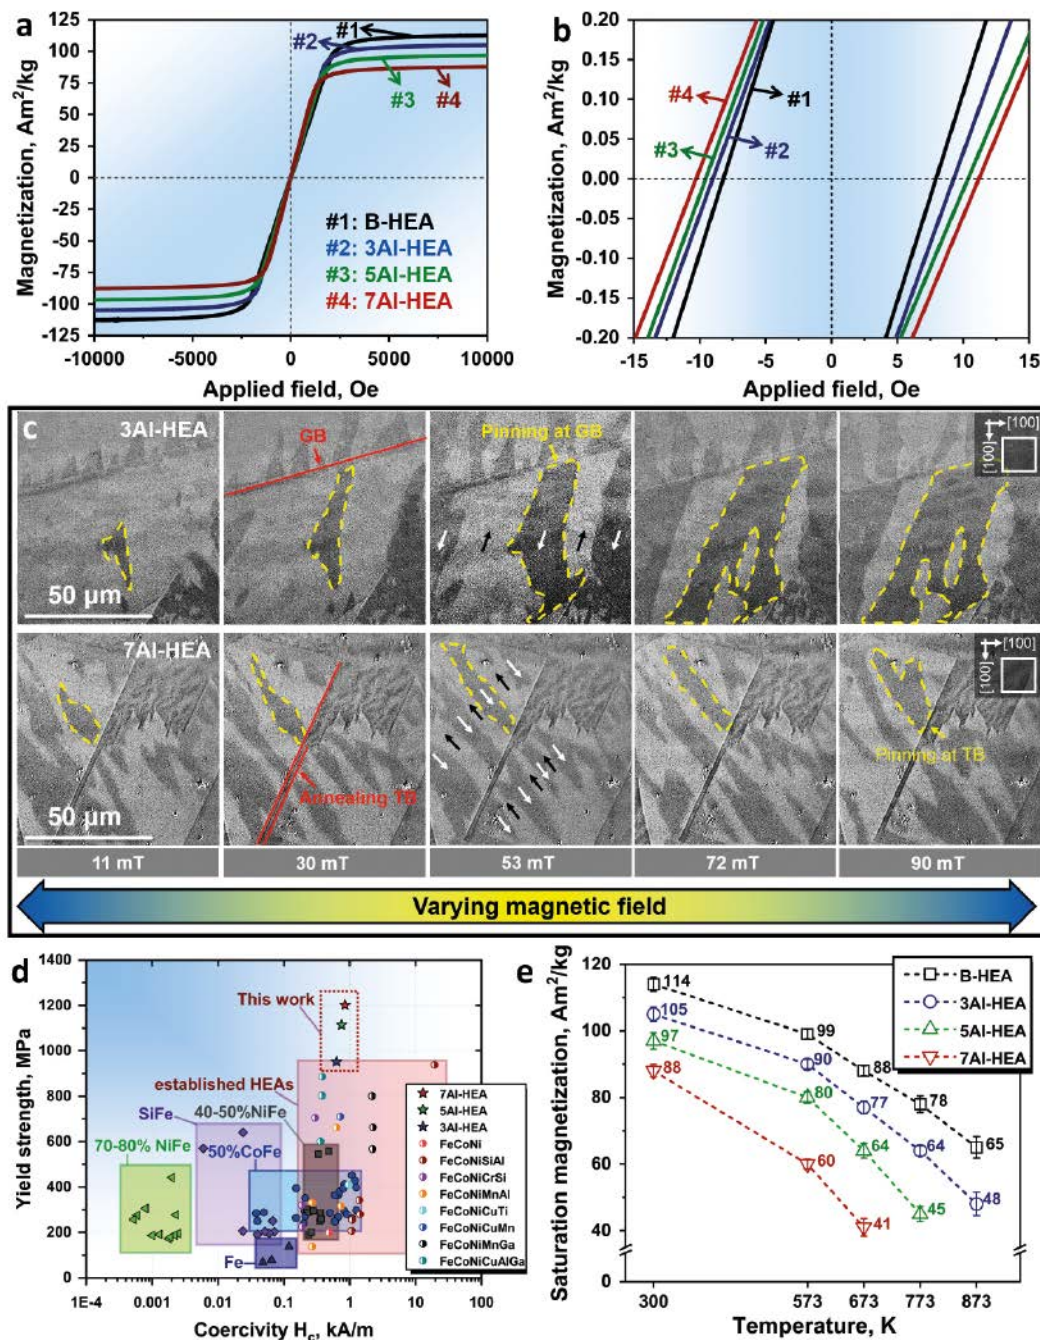 a
Magnetization, Am²/kg
125
100
75
50
25
0
-25
-50
-75
-100
-125
#1
#2
#3
#4
#1: B-HEA
#2: 3Al-HEA
#3: 5Al-HEA
#4: 7Al-HEA
-10000 -5000 0 5000 10000
Applied field, Oe
b
Magnetization, Am²/kg
0.20
0.15
0.10
0.05
0.00
-0.05
-0.10
-0.15
-0.20
#4
#1
#3
#2
-15 -10 -5 0 5 10 15
Applied field, Oe
c
3Al-HEA
GB
Pinning at GB
[100]
[100]
50 µm
7Al-HEA
Annealing TB
[100]
[100]
Pinning at TB
50 µm
11 mT 30 mT 53 mT 72 mT 90 mT
Varying magnetic field
d
Yield strength, MPa
1400
1200
1000
800
600
400
200
0
This work
established HEAs
SiFe
40-50%NiFe
70-80% NiFe
50%CoFe
Fe
7Al-HEA
5Al-HEA
3Al-HEA
FeCoNi
FeCoNiSiAl
FeCoNiCrSi
FeCoNiMnAl
FeCoNiCuTi
FeCoNiCuMn
FeCoNiMnGa
FeCoNiCuAlGa
1E-4 0.001 0.01 0.1 1 10 100
Coercivity Hc, kA/m
e
Saturation magnetization, Am²/kg
120
100
80
60
40
0
B-HEA
3Al-HEA
5Al-HEA
7Al-HEA
114
99
88
78
65
105
90
77
64
48
97
80
64
45
88
60
41
300 573 673 773 873
Temperature, K